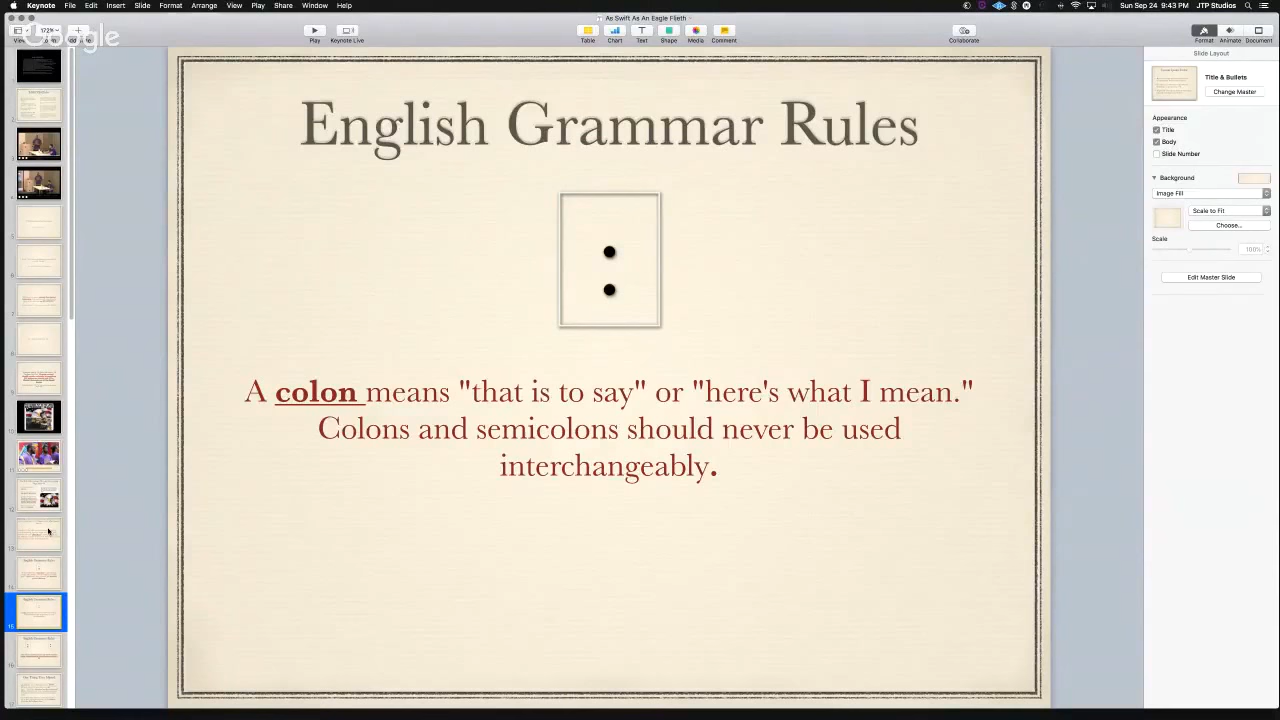 Keynote File Edit Insert Slide Format Arrange View Play Share Window Help
Sun Sep 24 9:43 PM JTP Studios
As Swift As An Eagle Flieth
172%
Google
Play Keynote Live Table Chart Text Shape Media Comment Collaborate Format Animate Document
Slide Layout
Title & Bullets
Change Master
Appearance
Title
Body
Slide Number
Background
Image Fill
Scale to Fit
Choose...
Scale
100%
Edit Master Slide
English Grammar Rules
:
A colon means "that is to say" or "here's what I mean."
Colons and semicolons should never be used
interchangeably.